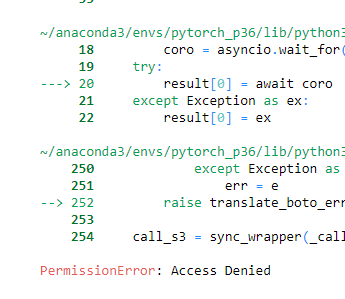 ~/anaconda3/envs/pytorch_p36/lib/python3
18 coro = asyncio.wait_for(
19 try:
---> 20 result[0] = await coro
21 except Exception as ex:
22 result[0] = ex
~/anaconda3/envs/pytorch_p36/lib/python3
250 except Exception as
251 err = e
--> 252 raise translate_boto_err
253
254 call_s3 = sync_wrapper(_cal
PermissionError: Access Denied